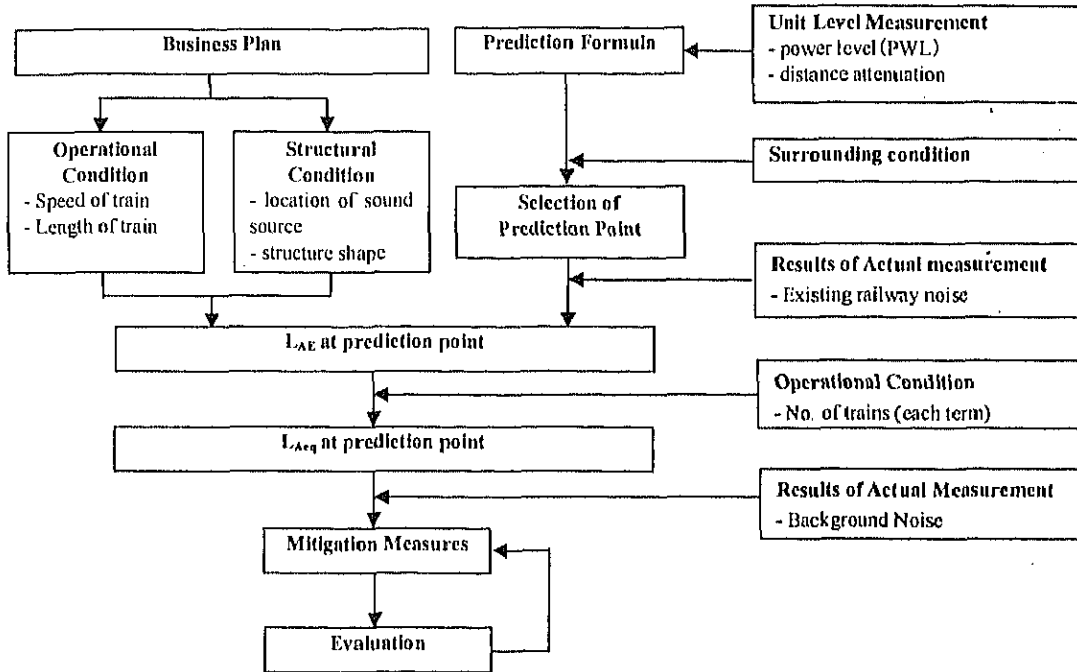 Business Plan
Prediction Formula
Unit Level Measurement
- power level (PWL)
- distance attenuation
Operational
Condition
- Speed of train
- Length of train
Structural
Condition
- location of sound
source
- structure shape
Surrounding condition
Selection of
Prediction Point
Results of Actual measurement
- Existing railway noise
LAE at prediction point
Operational Condition
- No. of trains (each term)
LAeq at prediction point
Results of Actual Measurement
- Background Noise
Mitigation Measures
Evaluation